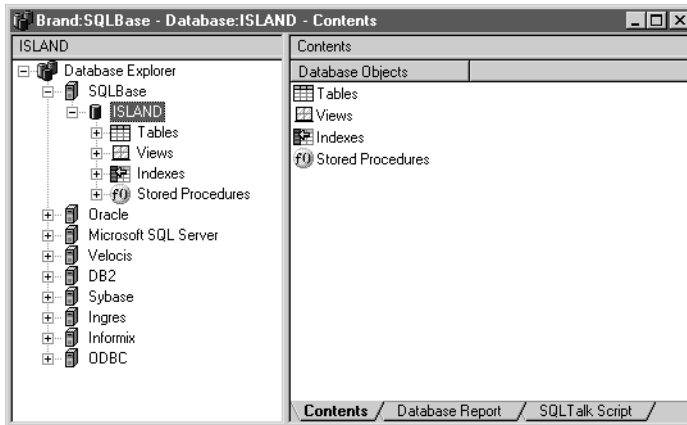 Brand:SQLBase - Database:ISLAND - Contents
ISLAND
Database Explorer
SQLBase
ISLAND
Tables
Views
Indexes
Stored Procedures
Oracle
Microsoft SQL Server
Velocis
DB2
Sybase
Ingres
Informix
ODBC
Contents
Database Objects
Tables
Views
Indexes
f() Stored Procedures
Contents Database Report SQLTalk Script